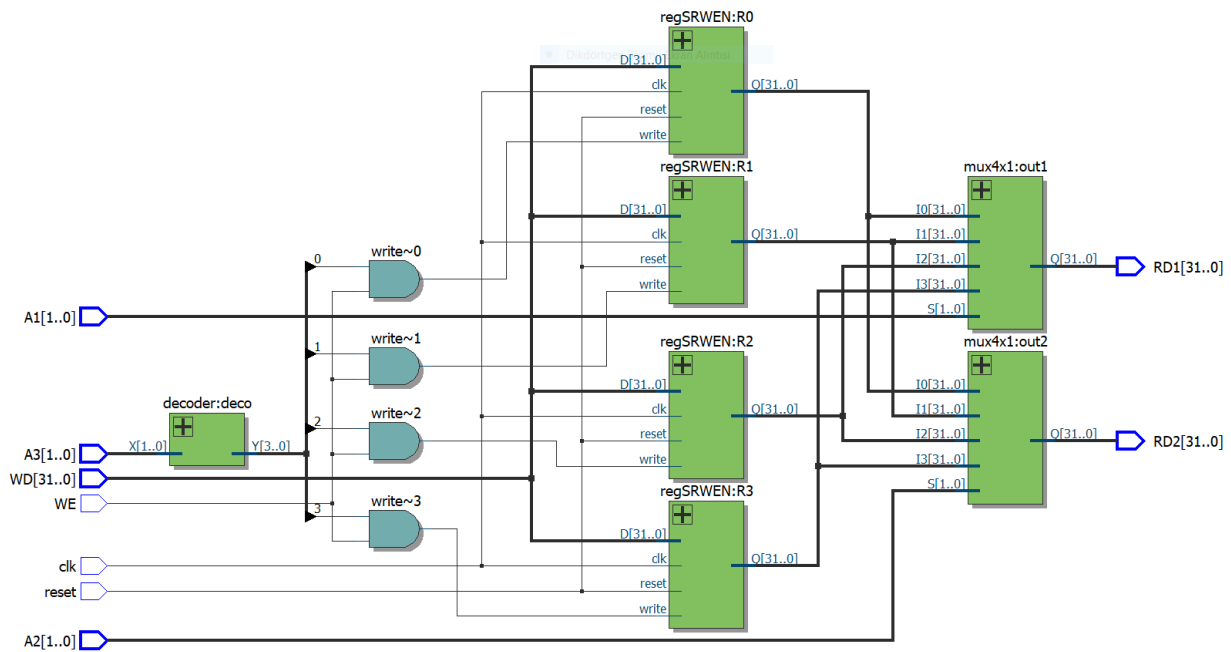 regSRWEN:R0
D[31..0]
clk
reset
write
Q[31..0]
regSRWEN:R1
D[31..0]
clk
reset
write
Q[31..0]
mux4x1:out1
I0[31..0]
I1[31..0]
I2[31..0]
I3[31..0]
S[1..0]
Q[31..0]
RD1[31..0]
write~0
0
A1[1..0]
write~1
1
regSRWEN:R2
D[31..0]
clk
reset
write
Q[31..0]
mux4x1:out2
I0[31..0]
I1[31..0]
I2[31..0]
I3[31..0]
S[1..0]
Q[31..0]
RD2[31..0]
decoder:deco
X[1..0]
Y[3..0]
write~2
2
A3[1..0]
WD[31..0]
WE
write~3
3
regSRWEN:R3
D[31..0]
clk
reset
write
Q[31..0]
clk
reset
A2[1..0]